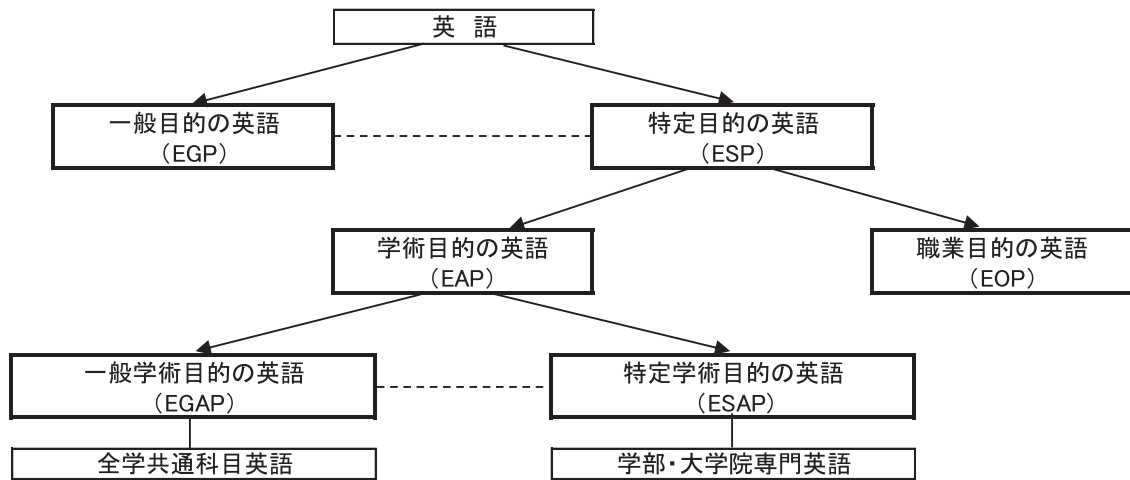 英 語
一般目的の英語
（EGP）
特定目的の英語
（ESP）
学術目的の英語
（EAP）
職業目的の英語
（EOP）
一般学術目的の英語
（EGAP）
特定学術目的の英語
（ESAP）
全学共通科目英語
学部・大学院専門英語